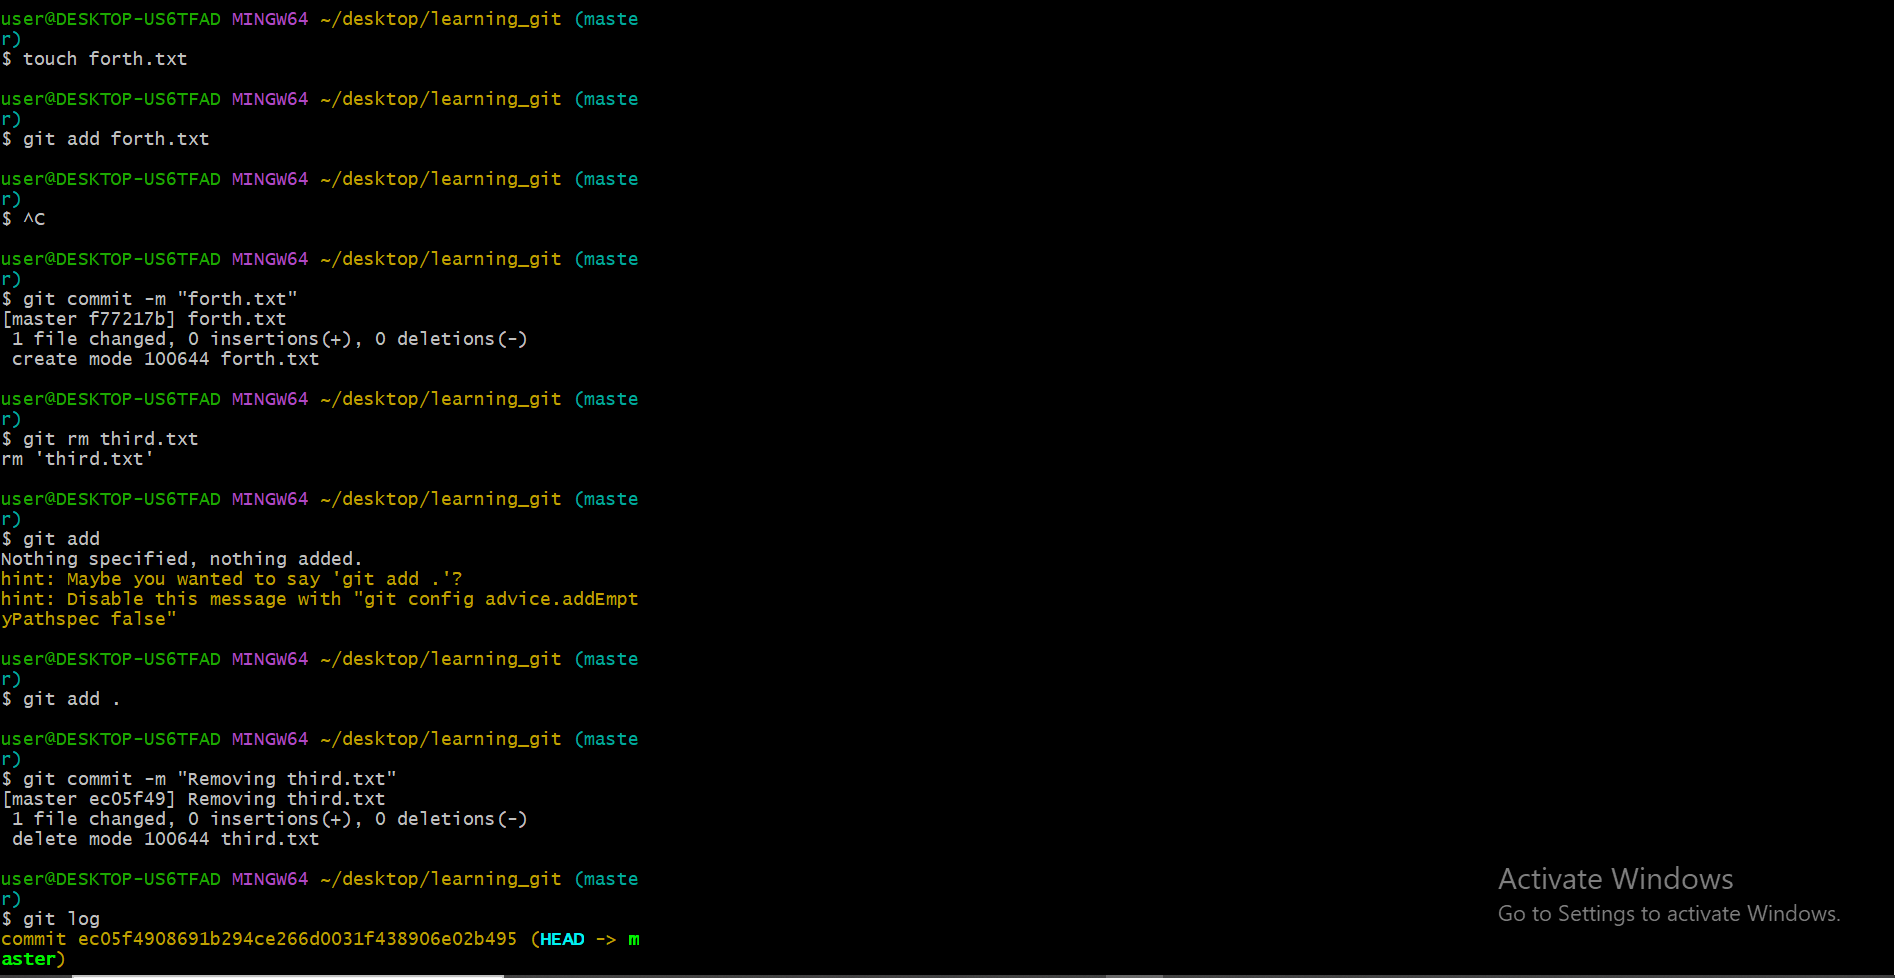 user@DESKTOP-US6TFAD MINGW64 ~/desktop/learning_git (maste
r)
$ touch forth.txt
user@DESKTOP-US6TFAD MINGW64 ~/desktop/learning_git (maste
r)
$ git add forth.txt
user@DESKTOP-US6TFAD MINGW64 ~/desktop/learning_git (maste
r)
$ ^C
user@DESKTOP-US6TFAD MINGW64 ~/desktop/learning_git (maste
r)
$ git commit -m "forth.txt"
[master f77217b] forth.txt
 1 file changed, 0 insertions(+), 0 deletions(-)
 create mode 100644 forth.txt
user@DESKTOP-US6TFAD MINGW64 ~/desktop/learning_git (maste
r)
$ git rm third.txt
rm 'third.txt'
user@DESKTOP-US6TFAD MINGW64 ~/desktop/learning_git (maste
r)
$ git add
Nothing specified, nothing added.
hint: Maybe you wanted to say 'git add .'?
hint: Disable this message with "git config advice.addEmpt
yPathspec false"
user@DESKTOP-US6TFAD MINGW64 ~/desktop/learning_git (maste
r)
$ git add .
user@DESKTOP-US6TFAD MINGW64 ~/desktop/learning_git (maste
r)
$ git commit -m "Removing third.txt"
[master ec05f49] Removing third.txt
 1 file changed, 0 insertions(+), 0 deletions(-)
 delete mode 100644 third.txt
user@DESKTOP-US6TFAD MINGW64 ~/desktop/learning_git (maste
r)
$ git log
commit ec05f4908691b294ce266d0031f438906e02b495 (HEAD -> m
aster)
Activate Windows
Go to Settings to activate Windows.